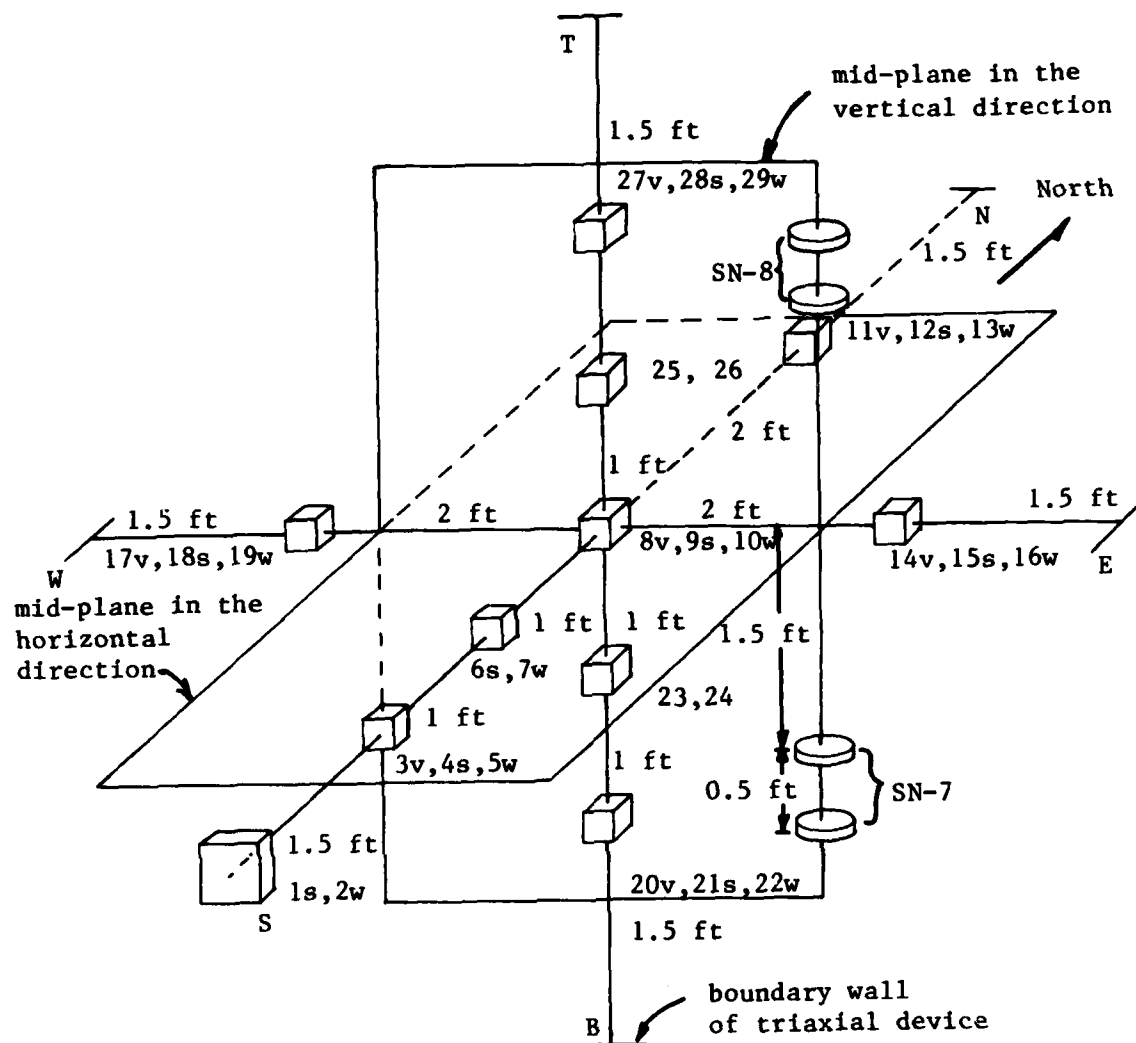 T
mid-plane in the
vertical direction
1.5 ft
27v,28s,29w
North
N
1.5 ft
SN-8
11v,12s,13w
25, 26
2 ft
1 ft
1.5 ft
2 ft
2 ft
1.5 ft
17v,18s,19w
8v,9s,10w
14v,15s,16w
W
E
mid-plane in the
horizontal
direction
1 ft
1 ft
1.5 ft
6s,7w
23,24
1 ft
3v,4s,5w
1 ft
0.5 ft
SN-7
1.5 ft
1s,2w
20v,21s,22w
S
1.5 ft
boundary wall
of triaxial device
B